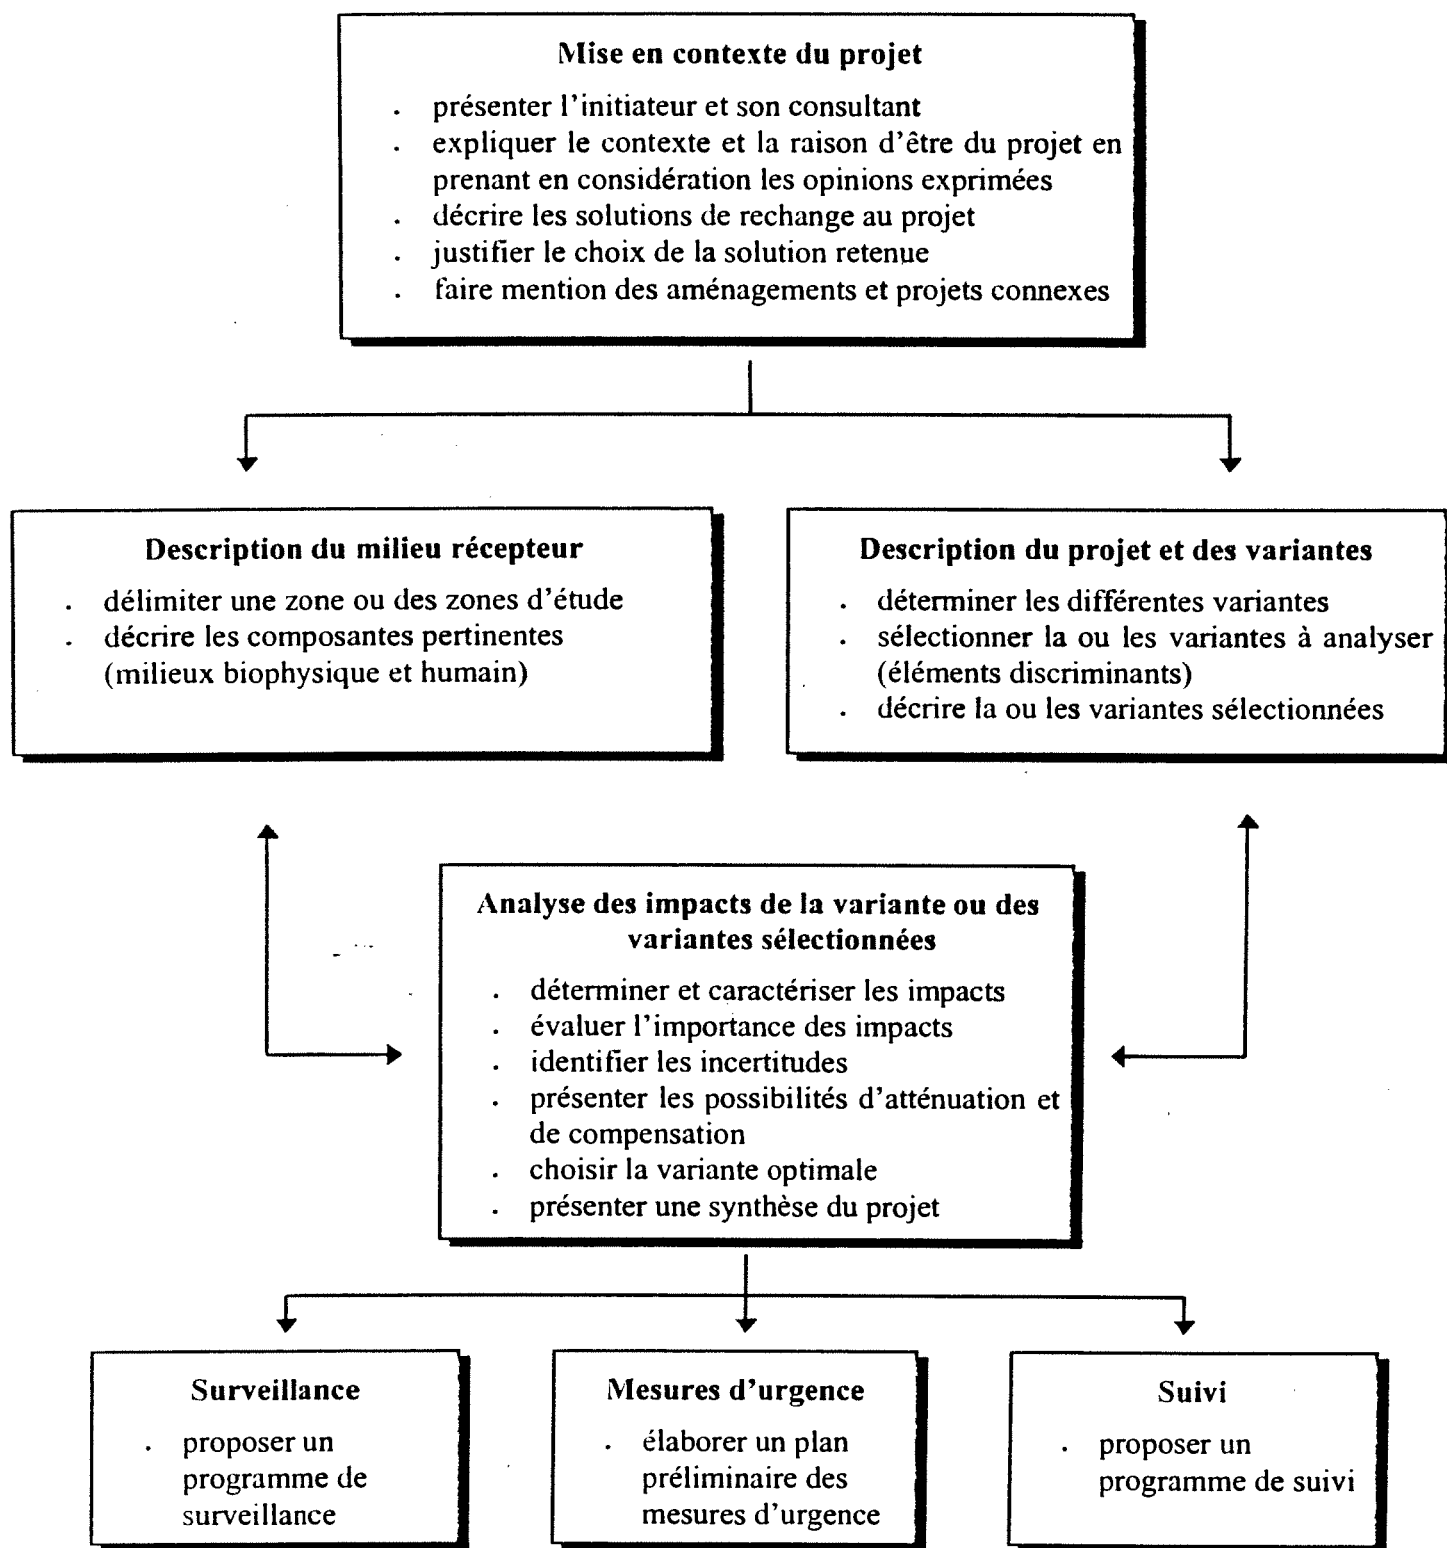 Mise en contexte du projet
. présenter l'initiateur et son consultant
. expliquer le contexte et la raison d'être du projet en
prenant en considération les opinions exprimées
. décrire les solutions de rechange au projet
. justifier le choix de la solution retenue
. faire mention des aménagements et projets connexes
Description du milieu récepteur
. délimiter une zone ou des zones d'étude
. décrire les composantes pertinentes
(milieux biophysique et humain)
Description du projet et des variantes
. déterminer les différentes variantes
. sélectionner la ou les variantes à analyser
(éléments discriminants)
. décrire la ou les variantes sélectionnées
Analyse des impacts de la variante ou des
variantes sélectionnées
. déterminer et caractériser les impacts
. évaluer l'importance des impacts
. identifier les incertitudes
. présenter les possibilités d'atténuation et
de compensation
. choisir la variante optimale
. présenter une synthèse du projet
Surveillance
. proposer un
programme de
surveillance
Mesures d'urgence
. élaborer un plan
préliminaire des
mesures d'urgence
Suivi
. proposer un
programme de suivi